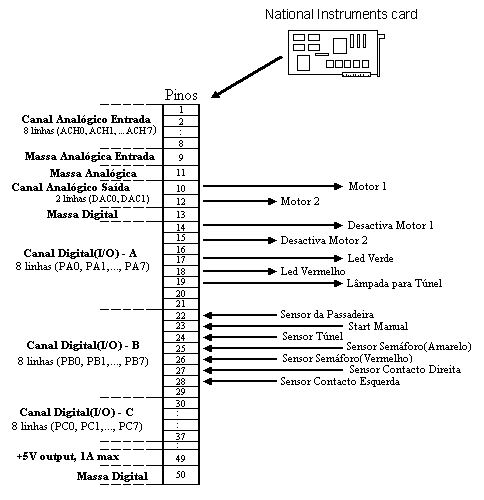 National Instruments card
Pinos
Canal Analógico Entrada
8 linhas (ACH0, ACH1, ...ACH7)
1
2
:
8
Massa Analógica Entrada
9
Massa Analógica
11
Canal Analógico Saída
2 linhas (DAC0, DAC1)
10
Motor 1
12
Motor 2
Massa Digital
13
Canal Digital(I/O) - A
8 linhas (PA0, PA1,..., PA7)
14
Desactiva Motor 1
15
Desactiva Motor 2
16
17
Led Verde
18
Led Vermelho
19
Lâmpada para Túnel
20
21
Canal Digital(I/O) - B
8 linhas (PB0, PB1,..., PB7)
22
Sensor da Passadeira
23
Start Manual
24
Sensor Túnel
25
Sensor Semáforo(Amarelo)
26
Sensor Semáforo(Vermelho)
27
Sensor Contacto Direita
28
Sensor Contacto Esquerda
29
Canal Digital(I/O) - C
8 linhas (PC0, PC1,..., PC7)
30
:
:
37
:
+5V output, 1A max
49
Massa Digital
50